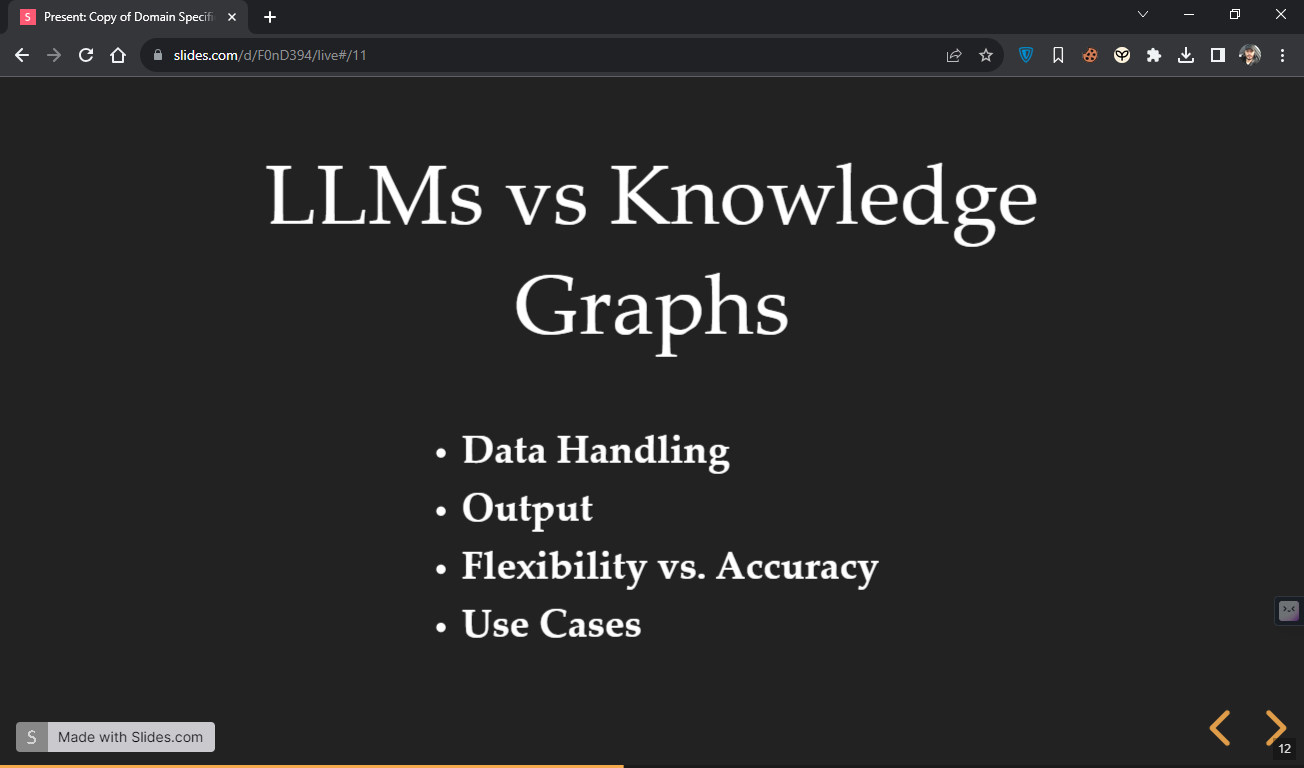 S Present: Copy of Domain Specifi
slides.com/d/F0nD394/live#/11
LLMs vs Knowledge
Graphs
• Data Handling
• Output
• Flexibility vs. Accuracy
• Use Cases
S Made with Slides.com
12